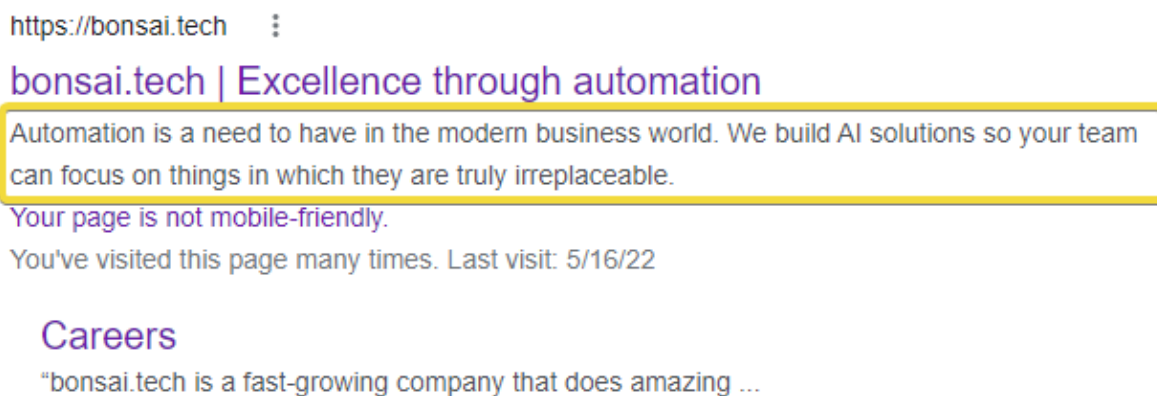 https://bonsai.tech
bonsai.tech | Excellence through automation
Automation is a need to have in the modern business world. We build AI solutions so your team
can focus on things in which they are truly irreplaceable.
Your page is not mobile-friendly.
You've visited this page many times. Last visit: 5/16/22
Careers
“bonsai.tech is a fast-growing company that does amazing ...